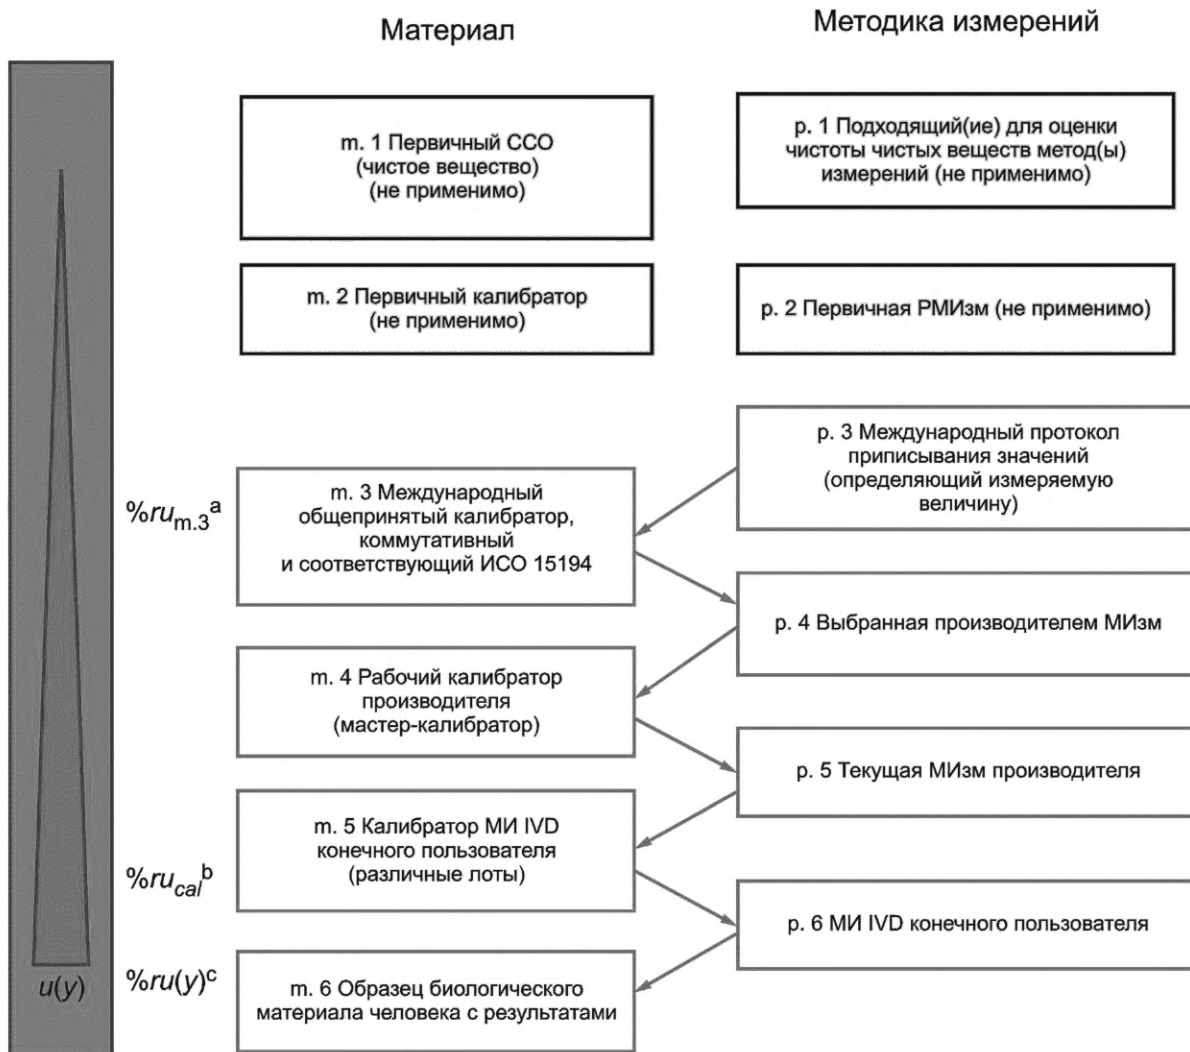 Материал
Методика измерений
m. 1 Первичный ССО
(чистое вещество)
(не применимо)
p. 1 Подходящий(ие) для оценки
чистоты чистых веществ метод(ы)
измерений (не применимо)
m. 2 Первичный калибратор
(не применимо)
p. 2 Первичная РМИзм (не применимо)
p. 3 Международный протокол
приписывания значений
(определяющий измеряемую
величину)
%ru_m.3^a
m. 3 Международный
общепринятый калибратор,
коммутативный
и соответствующий ИСО 15194
p. 4 Выбранная производителем МИзм
m. 4 Рабочий калибратор
производителя
(мастер-калибратор)
p. 5 Текущая МИзм производителя
m. 5 Калибратор МИ IVD
конечного пользователя
(различные лоты)
%ru_cal^b
p. 6 МИ IVD конечного пользователя
u(y)
%ru(y)^c
m. 6 Образец биологического
материала человека с результатами